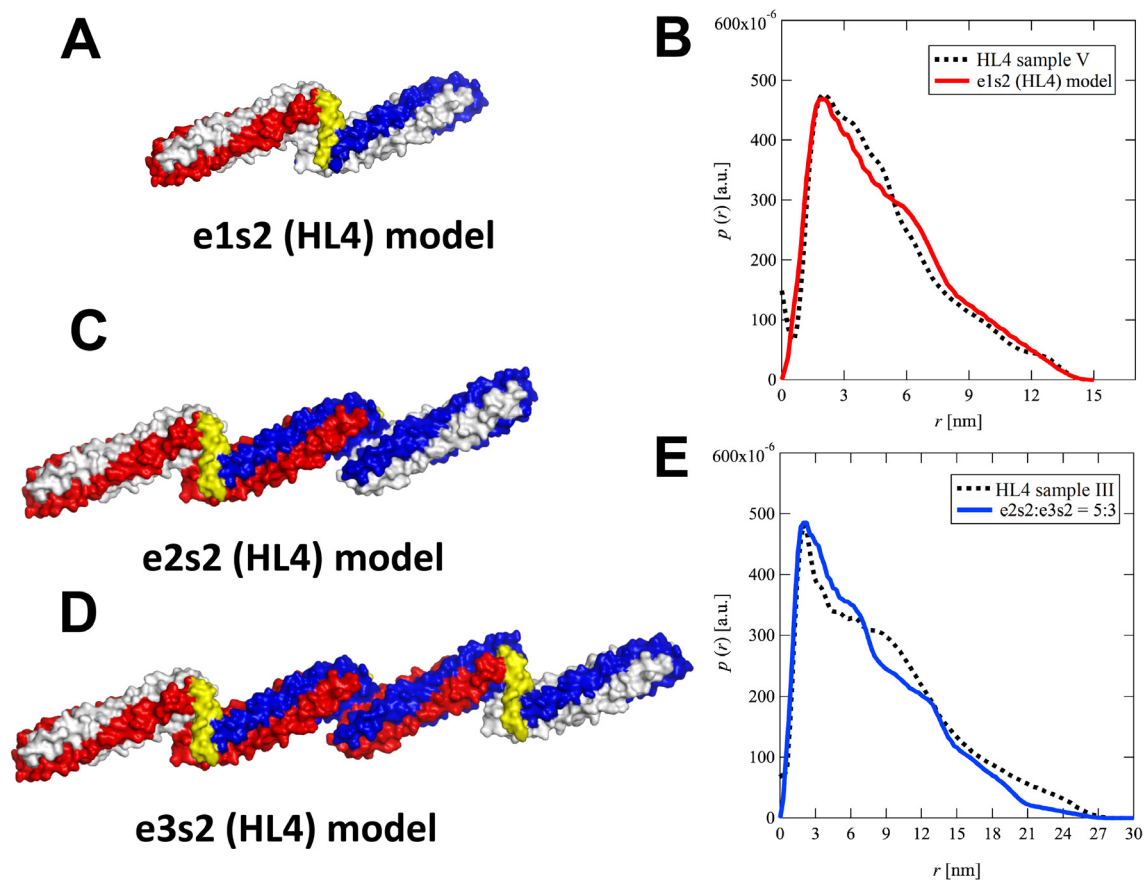 A
e1s2 (HL4) model
B
600x10-6
500
400
300
200
100
0
p (r) [a.u.]
HL4 sample V
e1s2 (HL4) model
0 3 6 9 12 15
r [nm]
C
e2s2 (HL4) model
D
e3s2 (HL4) model
E
600x10-6
500
400
300
200
100
0
p (r) [a.u.]
HL4 sample III
e2s2:e3s2 = 5:3
0 3 6 9 12 15 18 21 24 27 30
r [nm]